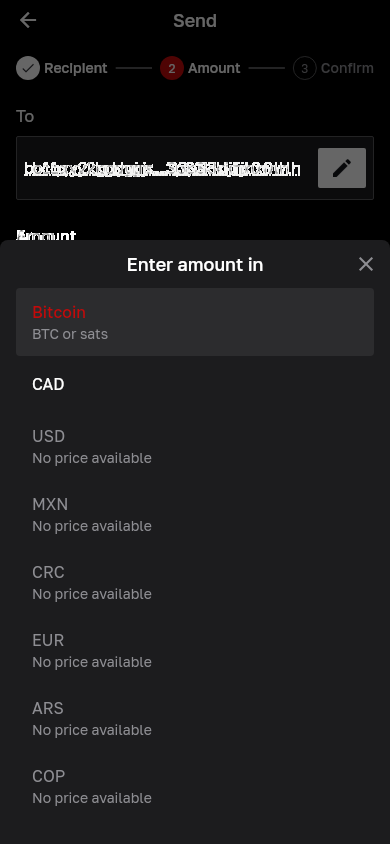 Send
Recipient
2 Amount
3 Confirm
To
Enter amount in
Bitcoin
BTC or sats
CAD
USD
No price available
MXN
No price available
CRC
No price available
EUR
No price available
ARS
No price available
COP
No price available